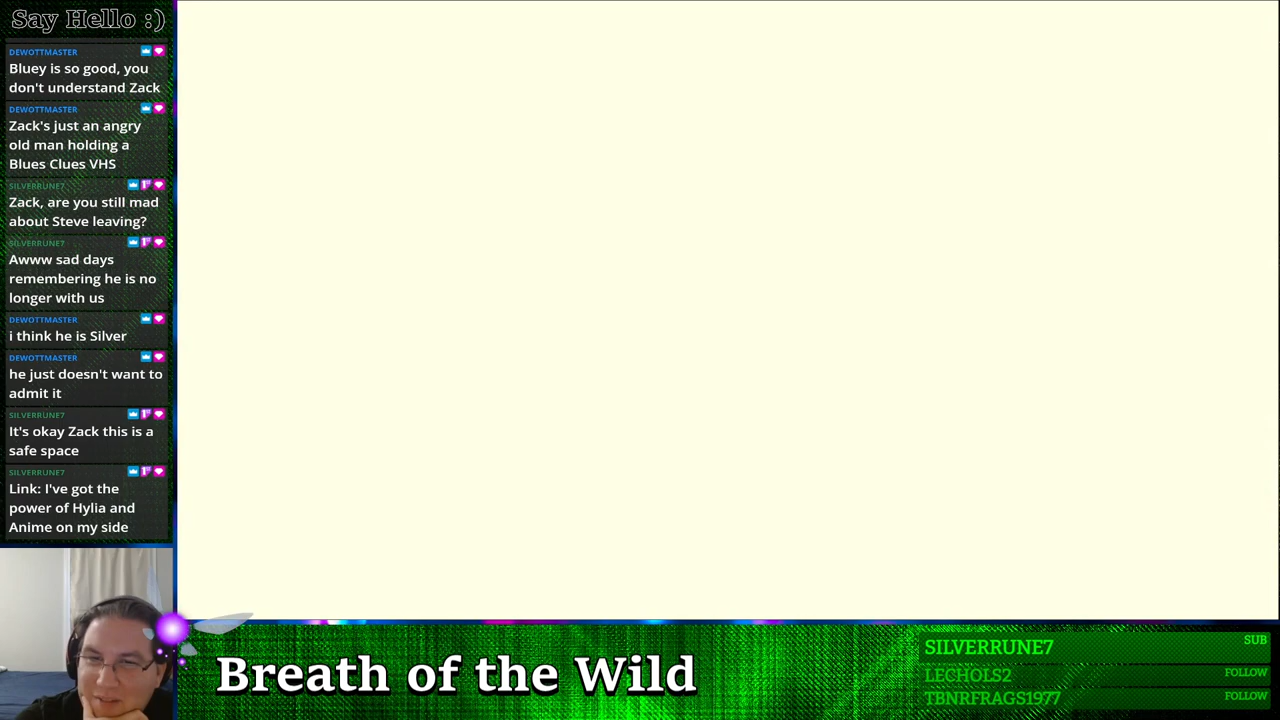 Say Hello :)
DEWOTTMASTER
Bluey is so good, you
don't understand Zack
DEWOTTMASTER
Zack's just an angry
old man holding a
Blues Clues VHS
SILVERRUNE7
Zack, are you still mad
about Steve leaving?
SILVERRUNE7
Awww sad days
remembering he is no
longer with us
DEWOTTMASTER
i think he is Silver
DEWOTTMASTER
he just doesn't want to
admit it
SILVERRUNE7
It's okay Zack this is a
safe space
SILVERRUNE7
Link: I've got the
power of Hylia and
Anime on my side
Breath of the Wild
SILVERRUNE7 SUB
LECHOLS2 FOLLOW
TBNRFRAGS1977 FOLLOW